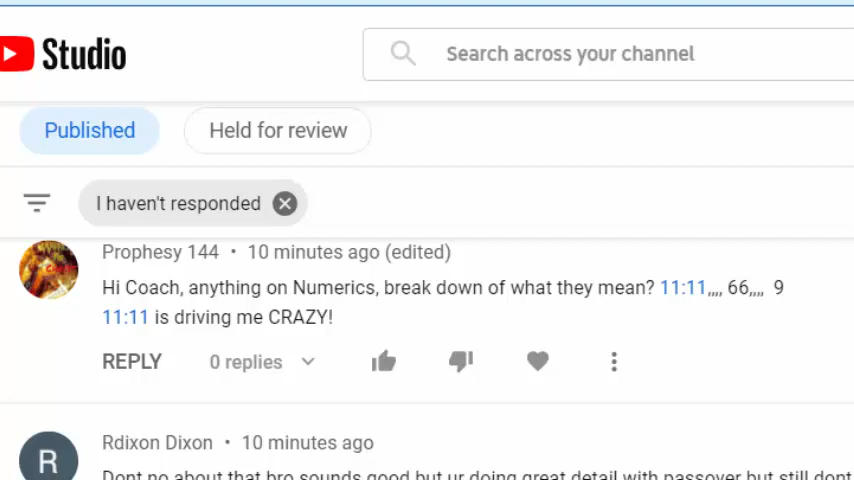 Studio
Search across your channel
Published
Held for review
I haven't responded
Prophesy 144 • 10 minutes ago (edited)
Hi Coach, anything on Numerics, break down of what they mean? 11:11,,,, 66,,,, 9
11:11 is driving me CRAZY!
REPLY 0 replies
R
Rdixon Dixon • 10 minutes ago
Dont no about that bro sounds good but ur doing great detail with passover but still dont